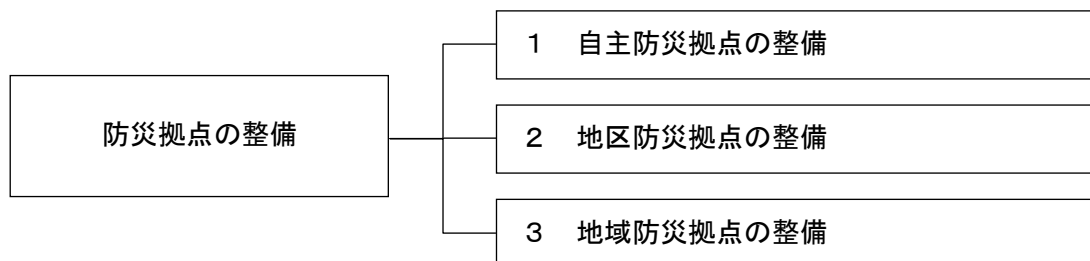 防災拠点の整備
１　自主防災拠点の整備
２　地区防災拠点の整備
３　地域防災拠点の整備